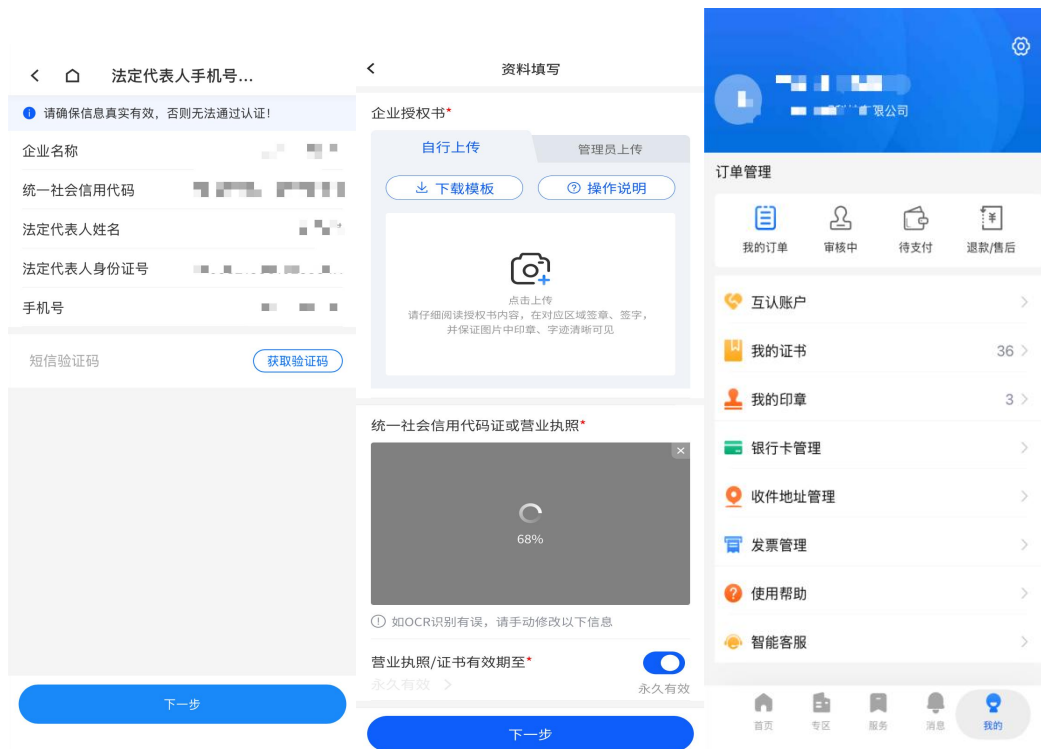 法定代表人手机号...
请确保信息真实有效，否则无法通过认证！
企业名称
统一社会信用代码
法定代表人姓名
法定代表人身份证号
手机号
短信验证码
获取验证码
下一步
资料填写
企业授权书*
自行上传
管理员上传
下载模板
操作说明
点击上传
请仔细阅读授权书内容，在对应区域签章、签字，
并保证图片中印章、字迹清晰可见
统一社会信用代码证或营业执照*
68%
如OCR识别有误，请手动修改以下信息
营业执照/证书有效期至*
永久有效
永久有效
下一步
限公司
订单管理
我的订单
审核中
待支付
退款/售后
互认账户
我的证书
36
我的印章
3
银行卡管理
收件地址管理
发票管理
使用帮助
智能客服
首页
专区
服务
消息
我的